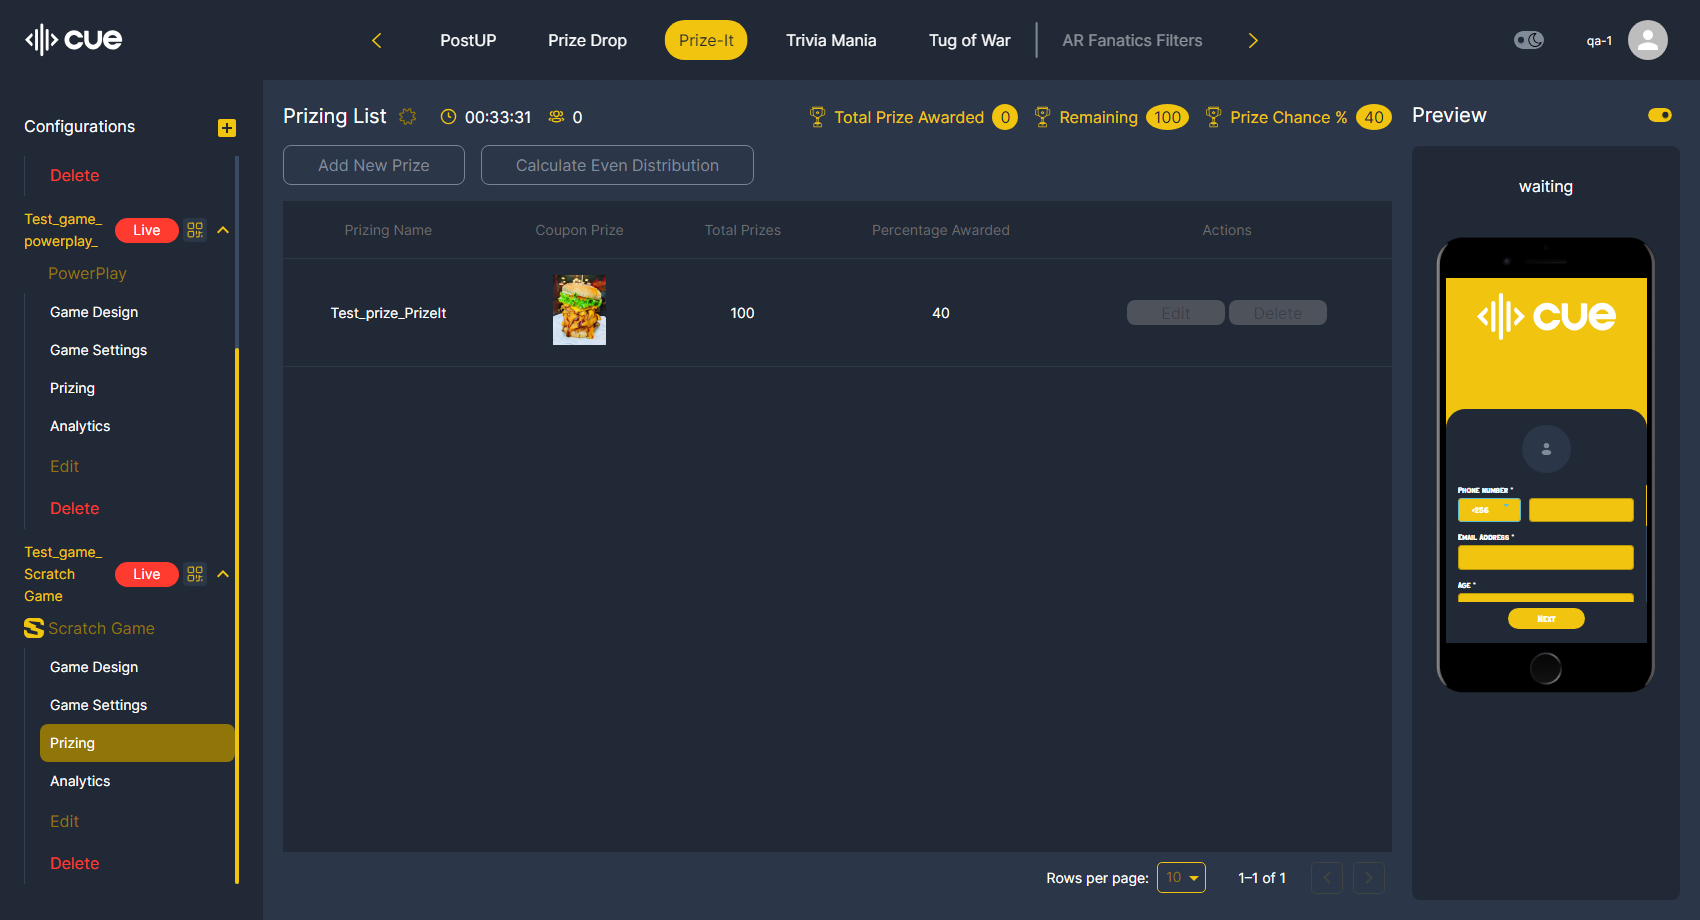 cue
PostUP
Prize Drop
Prize-It
Trivia Mania
Tug of War
AR Fanatics Filters
qa-1
Configurations
Delete
Test_game_
powerplay_
Live
PowerPlay
Game Design
Game Settings
Prizing
Analytics
Edit
Delete
Test_game_
Scratch
Game
Live
Scratch Game
Game Design
Game Settings
Prizing
Analytics
Edit
Delete
Prizing List
00:33:31
0
Total Prize Awarded 0
Remaining 100
Prize Chance % 40
Add New Prize
Calculate Even Distribution
Prizing Name
Coupon Prize
Total Prizes
Percentage Awarded
Actions
Test_prize_PrizeIt
100
40
Edit
Delete
Rows per page: 10
1–1 of 1
Preview
waiting
cue
Phone number *
+256
Email Address *
Age *
Next